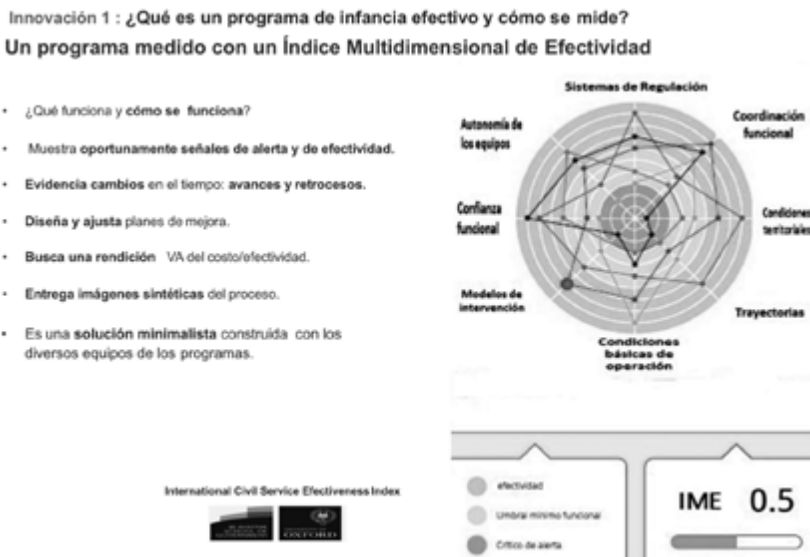 Innovación 1 : ¿Qué es un programa de infancia efectivo y cómo se mide?
Un programa medido con un Índice Multidimensional de Efectividad
• ¿Qué funciona y cómo se funciona?
• Muestra oportunamente señales de alerta y de efectividad.
• Evidencia cambios en el tiempo: avances y retrocesos.
• Diseña y ajusta planes de mejora.
• Busca una rendición VA del costo/efectividad.
• Entrega imágenes sintéticas del proceso.
• Es una solución minimalista construida con los
diversos equipos de los programas.
Sistemas de Regulación
Coordinación
funcional
Condiciones
territoriales
Trayectorias
Condiciones
básicas de
operación
Modelos de
intervención
Confianza
funcional
Autonomía de
los equipos
International Civil Service Efectiveness Index
OXFORD
efectividad
Umbral mínimo funcional
Crítico de alerta
IME 0.5